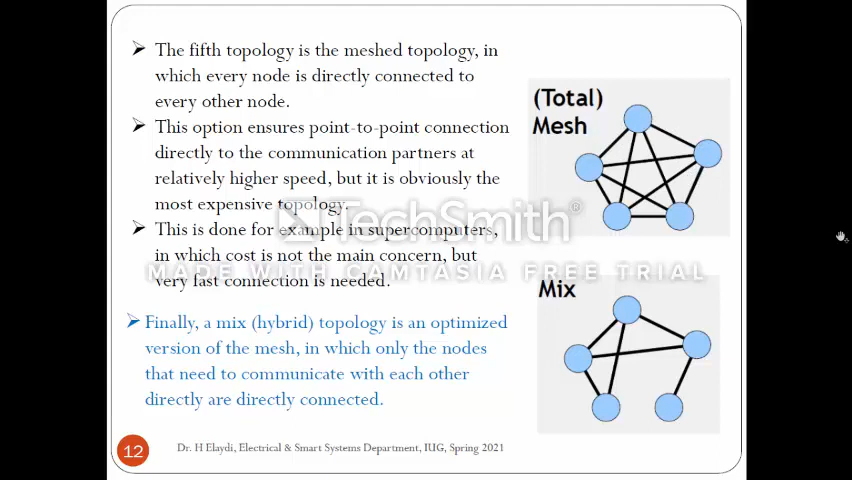 The fifth topology is the meshed topology, in
which every node is directly connected to
every other node.
This option ensures point-to-point connection
directly to the communication partners at
relatively higher speed, but it is obviously the
most expensive topology.
This is done for example in supercomputers,
in which cost is not the main concern, but
very fast connection is needed.
Finally, a mix (hybrid) topology is an optimized
version of the mesh, in which only the nodes
that need to communicate with each other
directly are directly connected.
(Total)
Mesh
Mix
TechSmith®
MADE WITH CAMTASIA FREE TRIAL
12
Dr. H Elaydi, Electrical & Smart Systems Department, IUG, Spring 2021